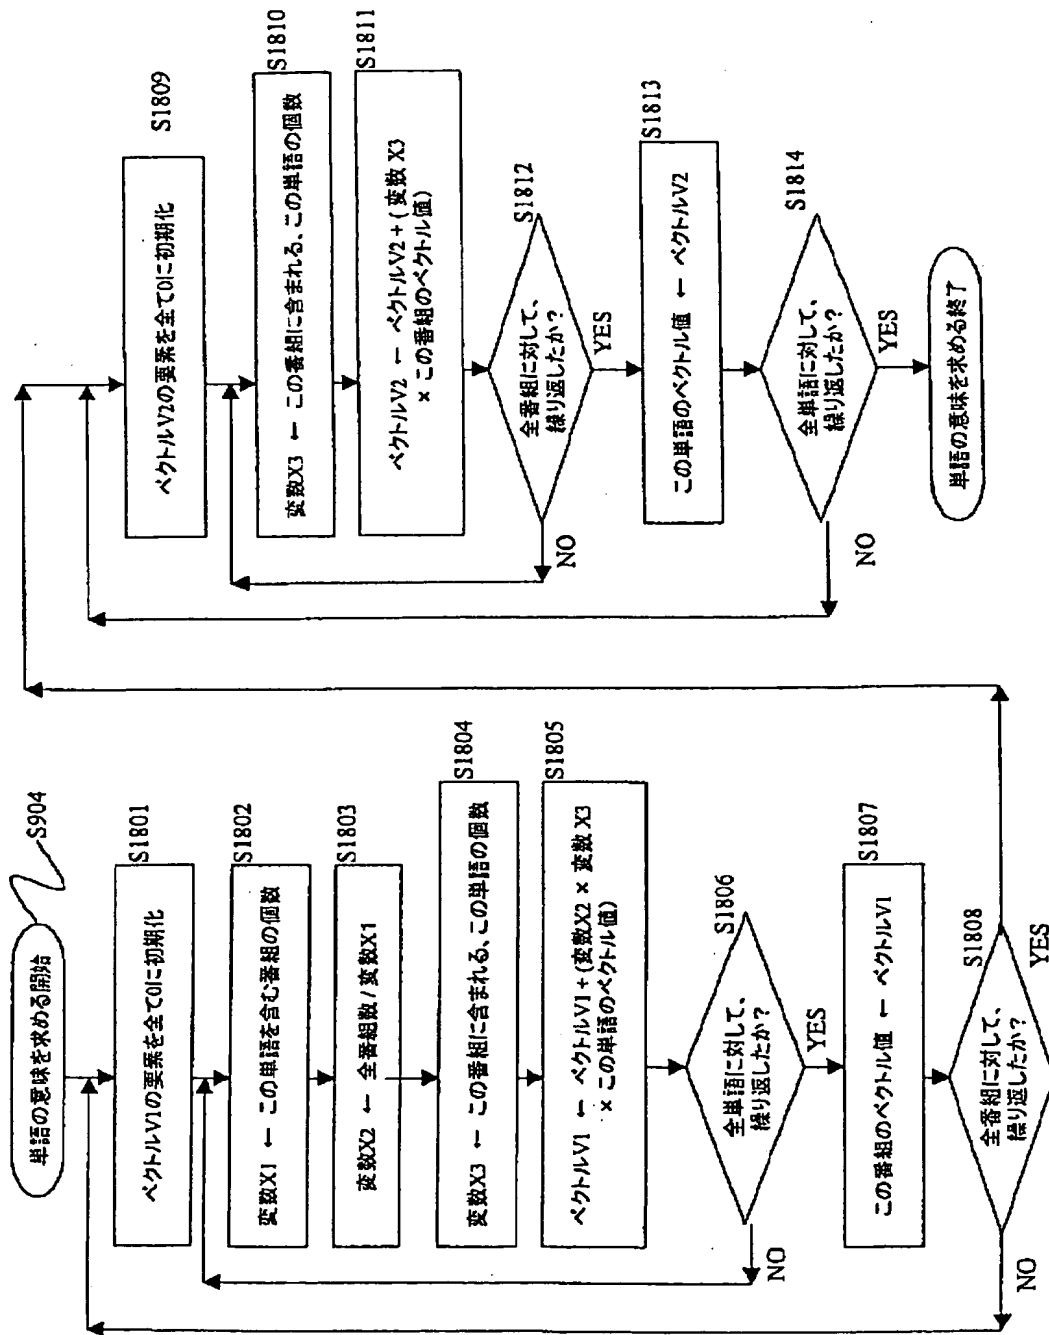 単語の意味を求める開始
S904
ベクトルV1の要素を全て0に初期化
S1801
変数X1 ← この単語を含む番組の個数
S1802
変数X2 ← 全番組数 / 変数X1
S1803
変数X3 ← この番組に含まれる、この単語の個数
S1804
ベクトルV1 ← ベクトルV1+(変数X2 × 変数X3
× この単語のベクトル値)
S1805
全単語に対して、
繰り返したか?
S1806
NO
YES
この番組のベクトル値 ← ベクトルV1
S1807
全番組に対して、
繰り返したか?
S1808
NO
YES
ベクトルV2の要素を全て0に初期化
S1809
変数X3 ← この番組に含まれる、この単語の個数
S1810
ベクトルV2 ← ベクトルV2+(変数X3
× この番組のベクトル値)
S1811
全番組に対して、
繰り返したか?
S1812
NO
YES
この単語のベクトル値 ← ベクトルV2
S1813
全単語に対して、
繰り返したか?
S1814
NO
YES
単語の意味を求める終了